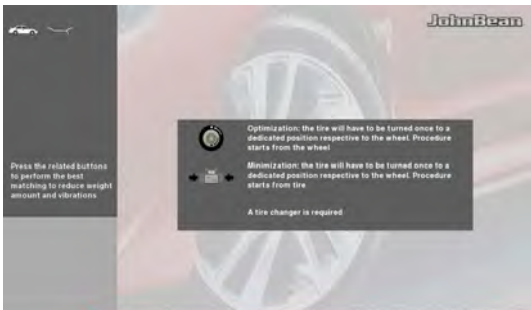 JohnBean
Optimization: the tire will have to be turned once to a
dedicated position respective to the wheel. Procedure
starts from the wheel
Minimization: the tire will have to be turned once to a
dedicated position respective to the wheel. Procedure
starts from tire
A tire changer is required
Press the related buttons
to perform the best
matching to reduce weight
amount and vibrations